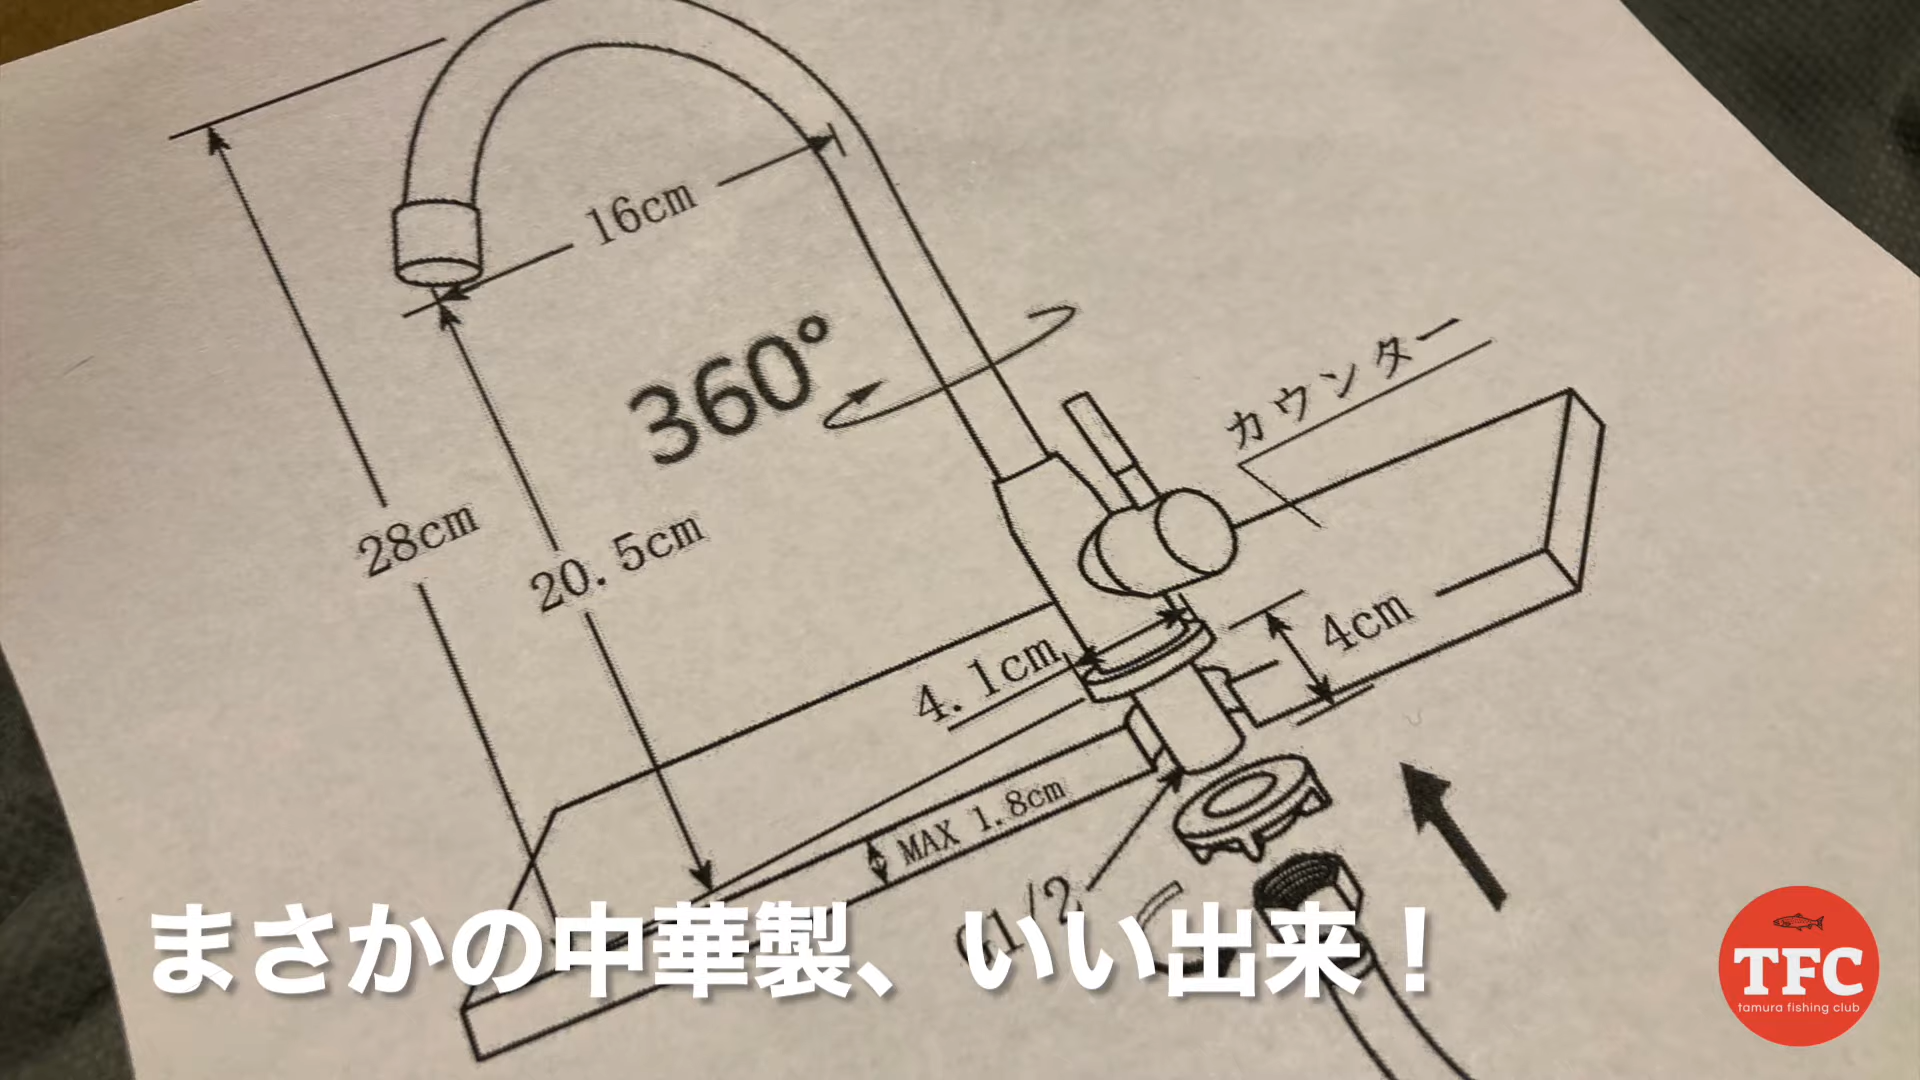 16cm
360°
カウンター
28cm
20.5cm
4cm
4.1cm
MAX 1.8cm
G1/2
まさかの中華製、いい出来！
TFC
tamura fishing club